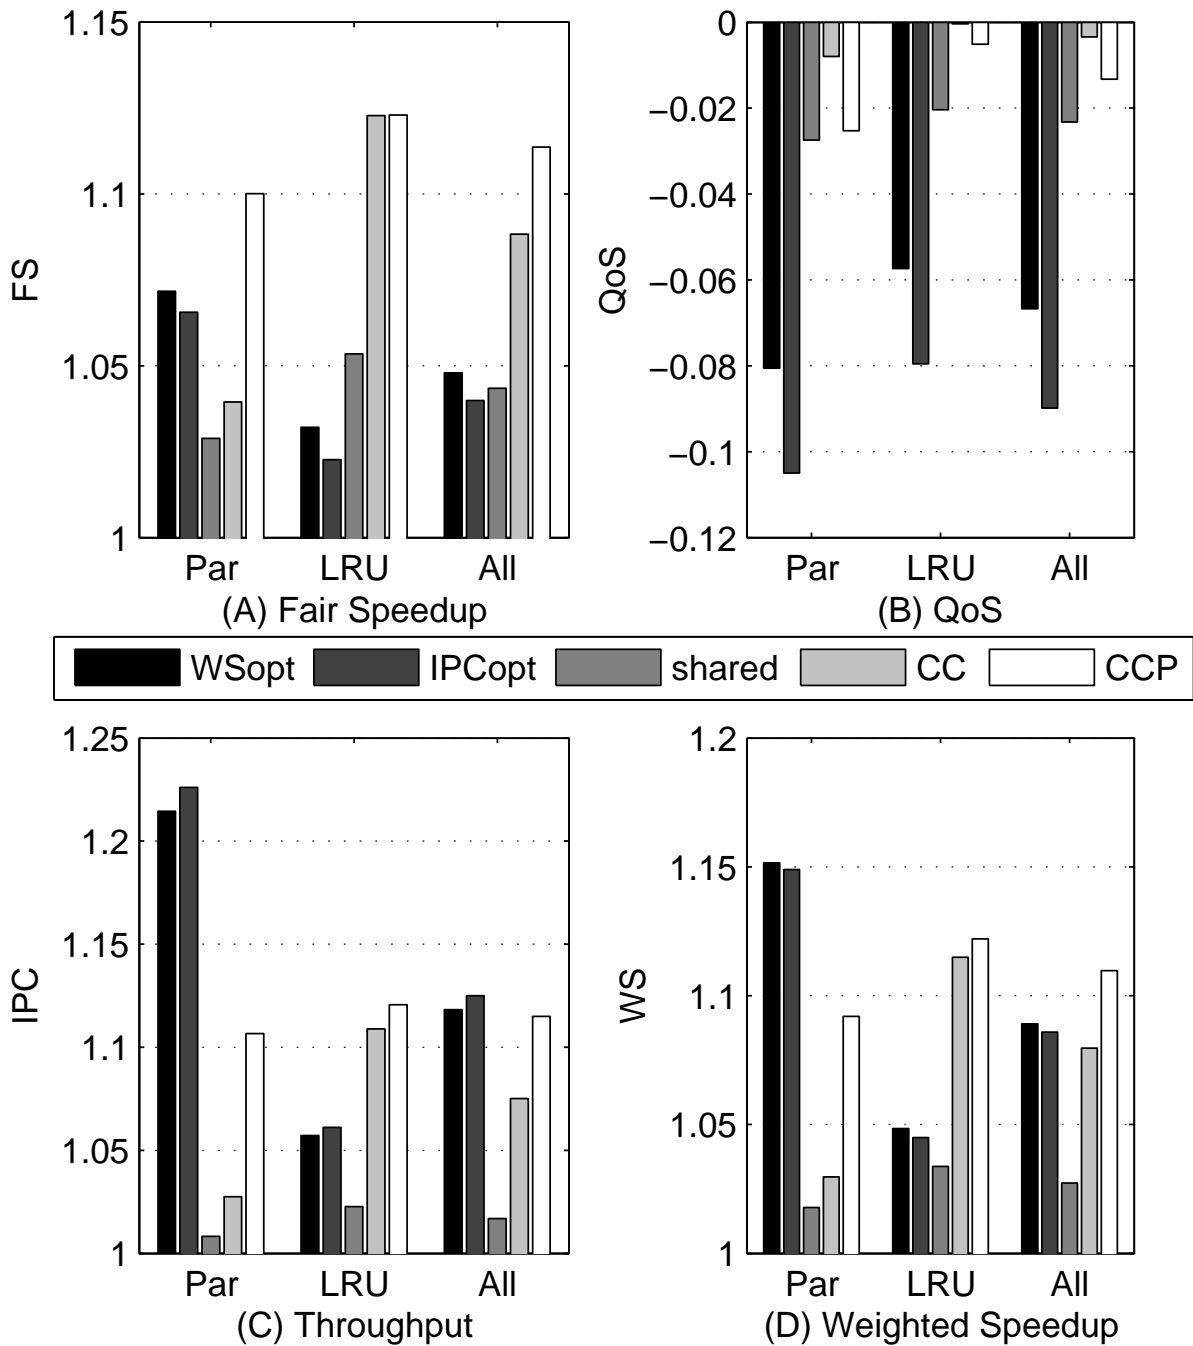 1.15
1.1
1.05
1
FS
Par LRU All
(A) Fair Speedup
0
−0.02
−0.04
−0.06
−0.08
−0.1
−0.12
QoS
Par LRU All
(B) QoS
WSopt IPCopt shared CC CCP
1.25
1.2
1.15
1.1
1.05
1
IPC
Par LRU All
(C) Throughput
1.2
1.15
1.1
1.05
1
WS
Par LRU All
(D) Weighted Speedup